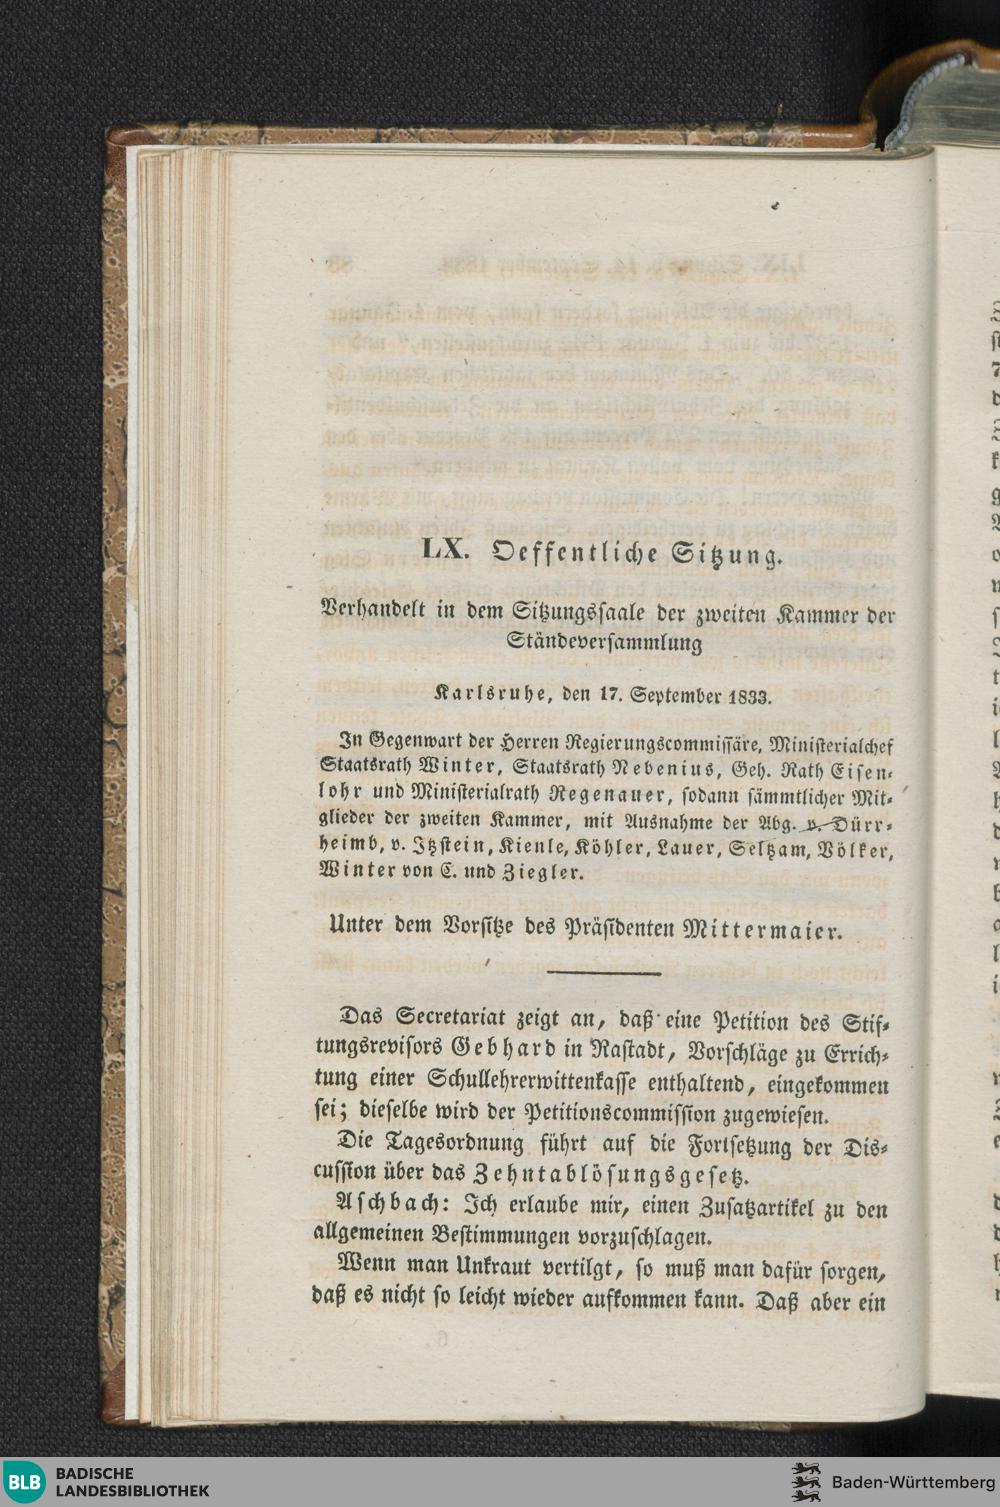 LX. Oeffentliche Sitzung.
Verhandelt in dem Sitzungssaale der zweiten Kammer der
Ständeversammlung
Karlsruhe, den 17. September 1833.
In Gegenwart der Herren Regierungscommissäre, Ministerialchef
Staatsrath Winter, Staatsrath Nebenius, Geh. Rath Eisen-
lohr und Ministerialrath Regenauer, sodann sämmtlicher Mit-
glieder der zweiten Kammer, mit Ausnahme der Abg. v. Dürr-
heimb, v. Itzstein, Kienle, Köhler, Lauer, Seltzam, Völker,
Winter von C. und Ziegler.
Unter dem Vorsitze des Präsidenten Mittermaier.
Das Secretariat zeigt an, daß eine Petition des Stif-
tungsrevisors Gebhard in Rastadt, Vorschläge zu Errich-
tung einer Schullehrerwittenkasse enthaltend, eingekommen
sei; dieselbe wird der Petitionscommission zugewiesen.
Die Tagesordnung führt auf die Fortsetzung der Dis-
cussion über das Zehntablösungsgesetz.
Aschbach: Ich erlaube mir, einen Zusatzartikel zu den
allgemeinen Bestimmungen vorzuschlagen.
Wenn man Unkraut vertilgt, so muß man dafür sorgen,
daß es nicht so leicht wieder aufkommen kann. Daß aber ein
BLB BADISCHE
LANDESBIBLIOTHEK
Baden-Württemberg